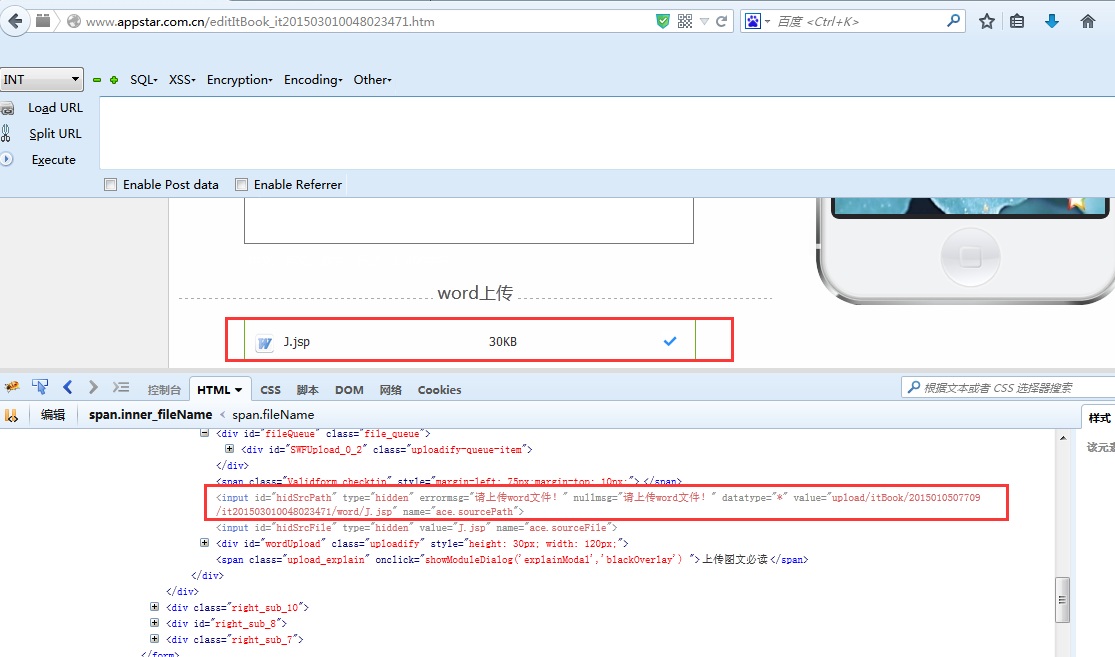 www.appstar.com.cn/editItBook_it201503010048023471.htm
百度 <Ctrl+K>
INT
SQL
XSS
Encryption
Encoding
Other
Load URL
Split URL
Execute
Enable Post data
Enable Referrer
word上传
J.jsp
30KB
控制台
HTML
CSS
脚本
DOM
网络
Cookies
根据文本或者 CSS 选择器搜索
编辑
span.inner_fileName < span.fileName
样式
<div id="fileQueue" class="file_queue">
<div id="SWFUpload_0_2" class="uploadify-queue-item">
</div>
<span class="Validform_checktip" style="margin-left: 75px;margin-top: 10px;"></span>
<input id="hidSrcPath" type="hidden" errormsg="请上传word文件！" nullmsg="请上传word文件！" datatype="*" value="upload/itBook/2015010507709
/it201503010048023471/word/J.jsp" name="ace.sourcePath">
<input id="hidSrcFile" type="hidden" value="J.jsp" name="ace.sourceFile">
<div id="wordUpload" class="uploadify" style="height: 30px; width: 120px;">
<span class="upload_explain" onclick="showModuleDialog('explainModal','blackOverlay') ">上传图文必读</span>
</div>
</div>
<div class="right_sub_10">
<div id="right_sub_8">
<div class="right_sub_7">
</form>